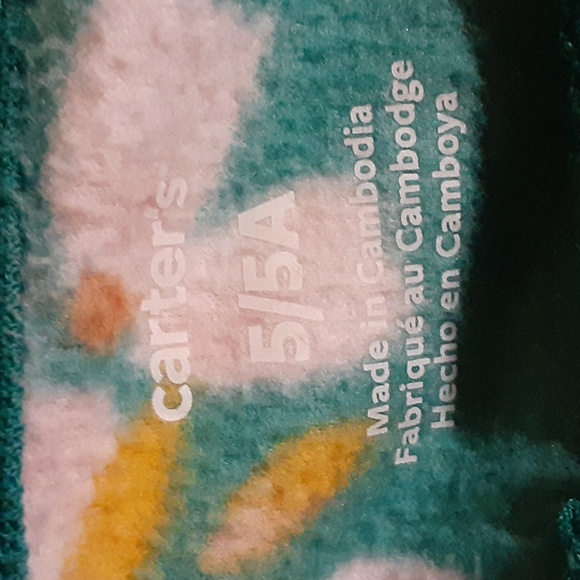 carter's
5/5A
Made in Cambodia
Fabriqué au Cambodge
Hecho en Camboya